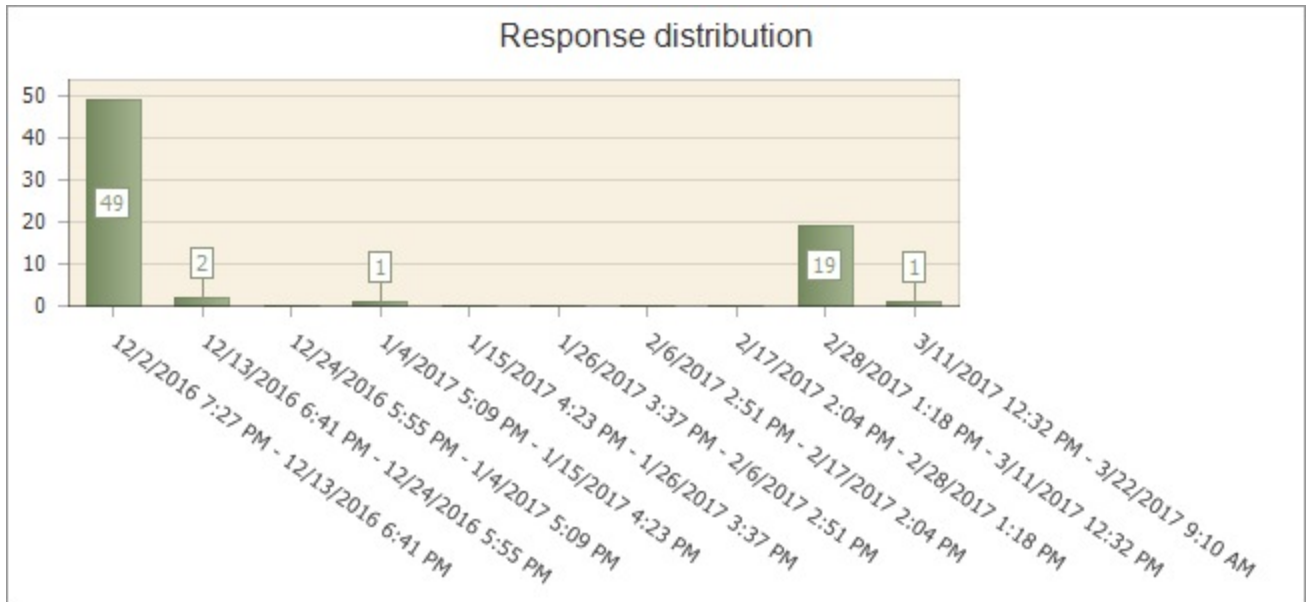 Response distribution
50
40
30
20
10
0
49
2
1
19
1
12/2/2016 7:27 PM - 12/13/2016 6:41 PM
12/13/2016 6:41 PM - 12/24/2016 5:55 PM
12/24/2016 5:55 PM - 1/4/2017 5:09 PM
1/4/2017 5:09 PM - 1/15/2017 4:23 PM
1/15/2017 4:23 PM - 1/26/2017 3:37 PM
1/26/2017 3:37 PM - 2/6/2017 2:51 PM
2/6/2017 2:51 PM - 2/17/2017 2:04 PM
2/17/2017 2:04 PM - 2/28/2017 1:18 PM
2/28/2017 1:18 PM - 3/11/2017 12:32 PM
3/11/2017 12:32 PM - 3/22/2017 9:10 AM